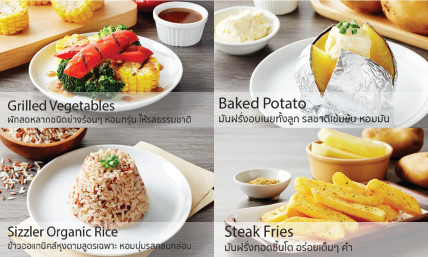 Grilled Vegetables
ผักสดหลากชนิดย่างร้อนๆ หอมกรุ่น ให้รสธรรมชาติ
Baked Potato
มันฝรั่งอบเนยทั้งลูก รสชาติเข้มข้น หอมมัน
Sizzler Organic Rice
ข้าวออแกนิคส์หุงตามสูตรเฉพาะ หอมนุ่มรสกลมกล่อม
Steak Fries
มันฝรั่งทอดชิ้นโต อร่อยเต็มๆ คำ